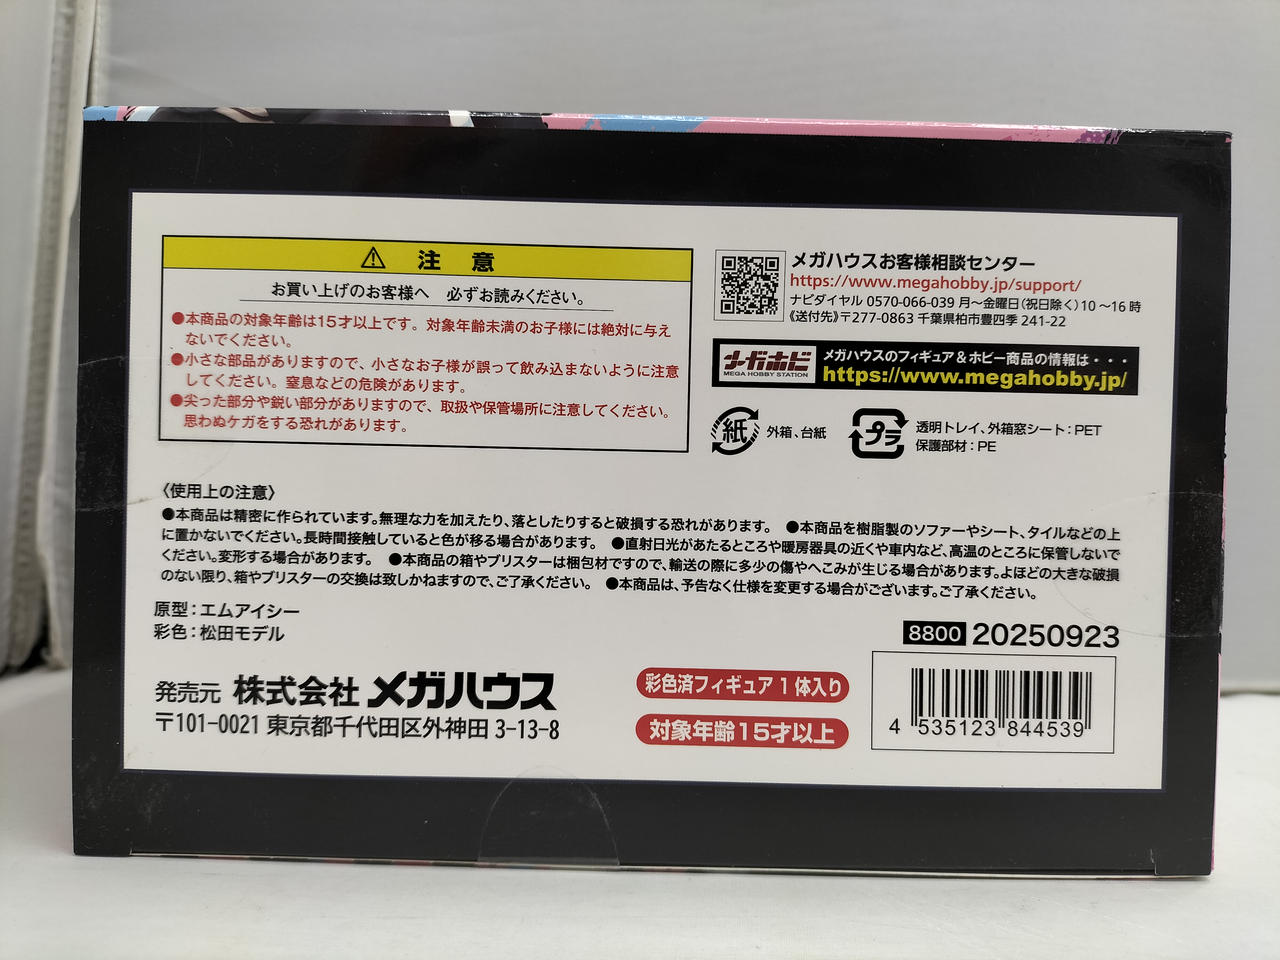 ⚠ 注意
お買い上げのお客様へ 必ずお読みください。
●本商品の対象年齢は15才以上です。対象年齢未満のお子様には絶対に与え
ないでください。
●小さな部品がありますので、小さなお子様が誤って飲み込まないように注意
してください。窒息などの危険があります。
●尖った部分や鋭い部分がありますので、取扱や保管場所に注意してください。
思わぬケガをする恐れがあります。
メガハウスお客様相談センター
https://www.megahobby.jp/support/
ナビダイヤル 0570-066-039 月～金曜日(祝日除く)10～16時
《送付先》〒277-0863 千葉県柏市豊四季 241-22
メガホビ
MEGA HOBBY STATION
メガハウスのフィギュア&ホビー商品の情報は・・・
https://www.megahobby.jp/
紙 外箱、台紙
プラ 透明トレイ、外箱窓シート:PET
保護部材:PE
〈使用上の注意〉
●本商品は精密に作られています。無理な力を加えたり、落としたりすると破損する恐れがあります。 ●本商品を樹脂製のソファーやシート、タイルなどの上
に置かないでください。長時間接触していると色が移る場合があります。 ●直射日光があたるところや暖房器具の近くや車内など、高温のところに保管しないで
ください。変形する場合があります。 ●本商品の箱やブリスターは梱包材ですので、輸送の際に多少の傷やへこみが生じる場合があります。よほどの大きな破損
のない限り、箱やブリスターの交換は致しかねますので、ご了承ください。 ●本商品は、予告なく仕様を変更する場合がございます。ご了承ください。
原型:エムアイシー
彩色:松田モデル
8800 20250923
発売元 株式会社メガハウス
〒101-0021 東京都千代田区外神田 3-13-8
彩色済フィギュア1体入り
対象年齢15才以上
4 535123 844539